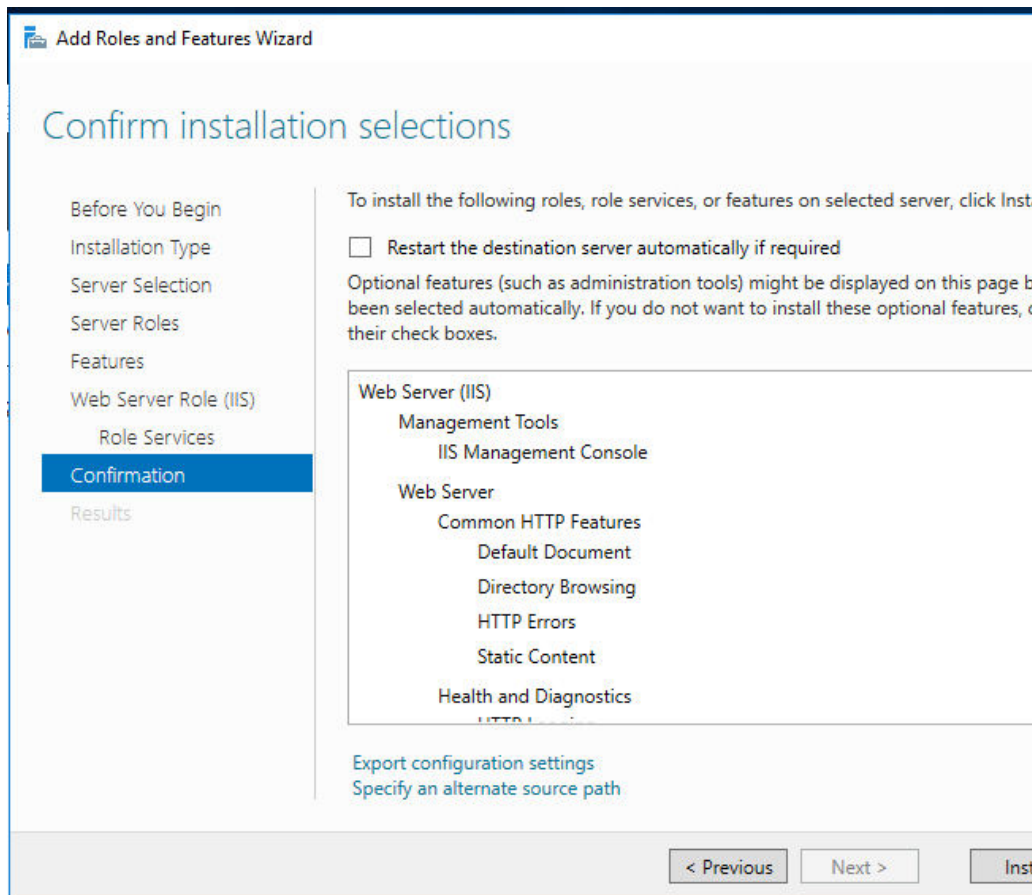 Add Roles and Features Wizard
Confirm installation selections
Before You Begin
Installation Type
Server Selection
Server Roles
Features
Web Server Role (IIS)
Role Services
Confirmation
Results
To install the following roles, role services, or features on selected server, click
Restart the destination server automatically if required
Optional features (such as administration tools) might be displayed on this page
been selected automatically. If you do not want to install these optional features,
their check boxes.
Web Server (IIS)
Management Tools
IIS Management Console
Web Server
Common HTTP Features
Default Document
Directory Browsing
HTTP Errors
Static Content
Health and Diagnostics
Export configuration settings
Specify an alternate source path
< Previous
Next >